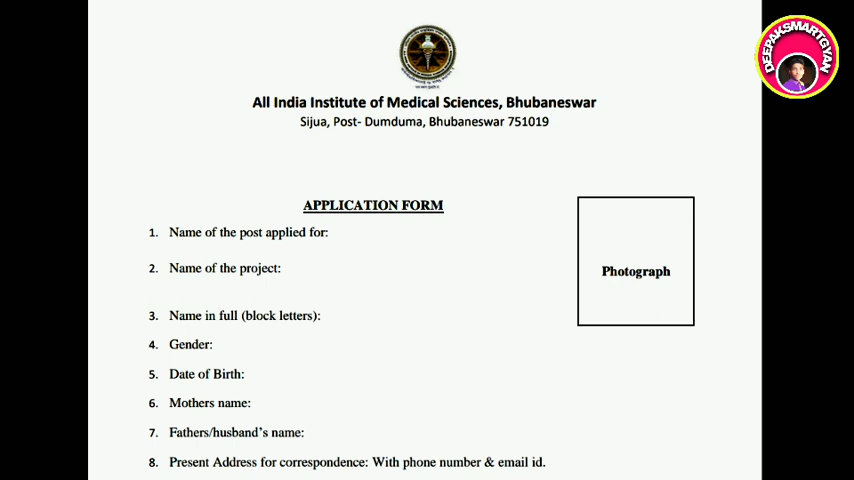 DEEPAKSMARTGYAN
All India Institute of Medical Sciences, Bhubaneswar
Sijua, Post- Dumduma, Bhubaneswar 751019
APPLICATION FORM
1. Name of the post applied for:
2. Name of the project:
Photograph
3. Name in full (block letters):
4. Gender:
5. Date of Birth:
6. Mothers name:
7. Fathers/husband's name:
8. Present Address for correspondence: With phone number & email id.